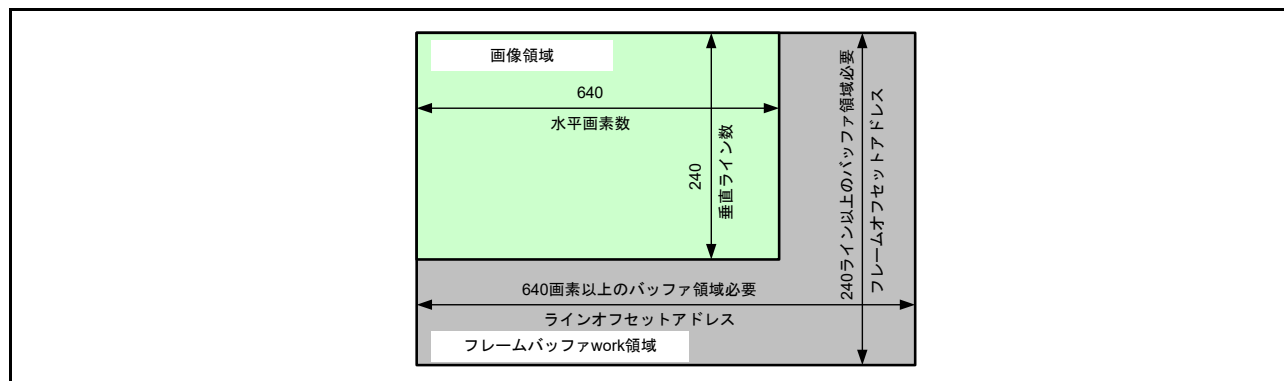 画像領域
640
水平画素数
240
垂直ライン数
240ライン以上のバッファ領域必要
フレームオフセットアドレス
640画素以上のバッファ領域必要
ラインオフセットアドレス
フレームバッファwork領域